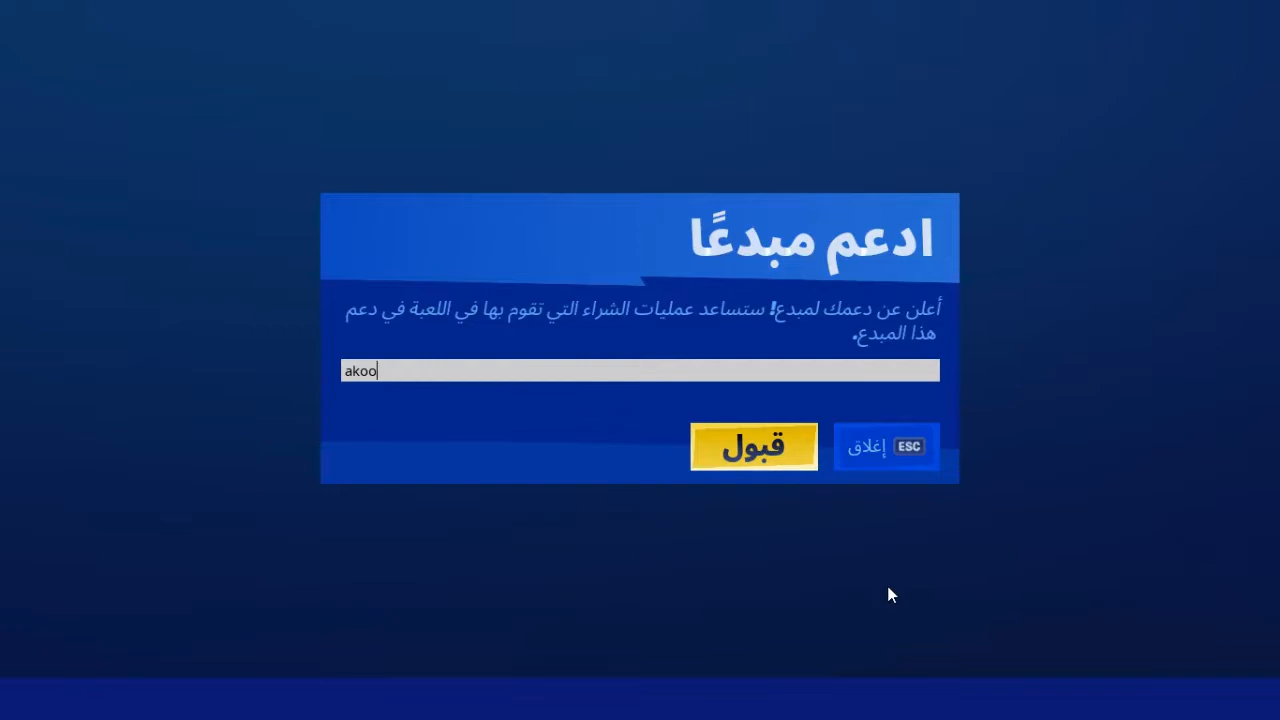 ادعم مبدعًا
أعلن عن دعمك لمبدع! ستساعد عمليات الشراء التي تقوم بها في اللعبة في دعم
هذا المبدع.
akoo
ESC إغلاق
قبول